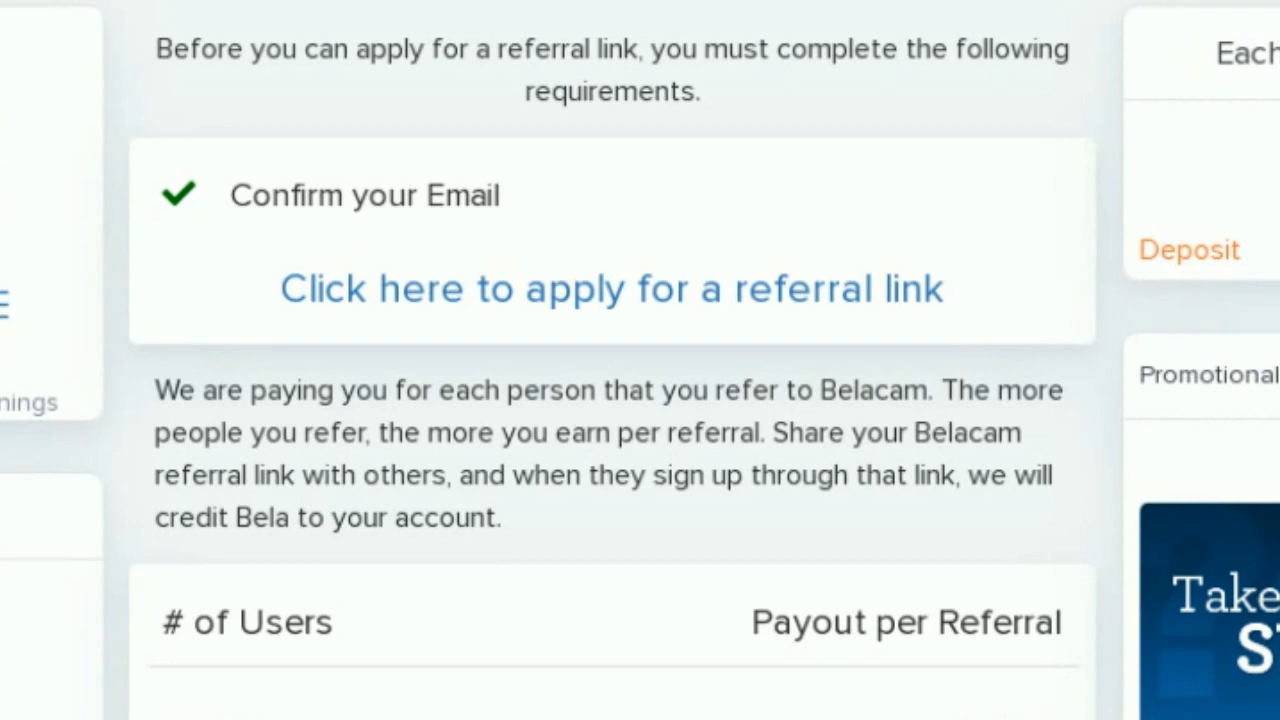 Before you can apply for a referral link, you must complete the following
requirements.
Confirm your Email
Click here to apply for a referral link
We are paying you for each person that you refer to Belacam. The more
people you refer, the more you earn per referral. Share your Belacam
referral link with others, and when they sign up through that link, we will
credit Bela to your account.
# of Users
Payout per Referral
E
nings
Each
Deposit
Promotional
Take